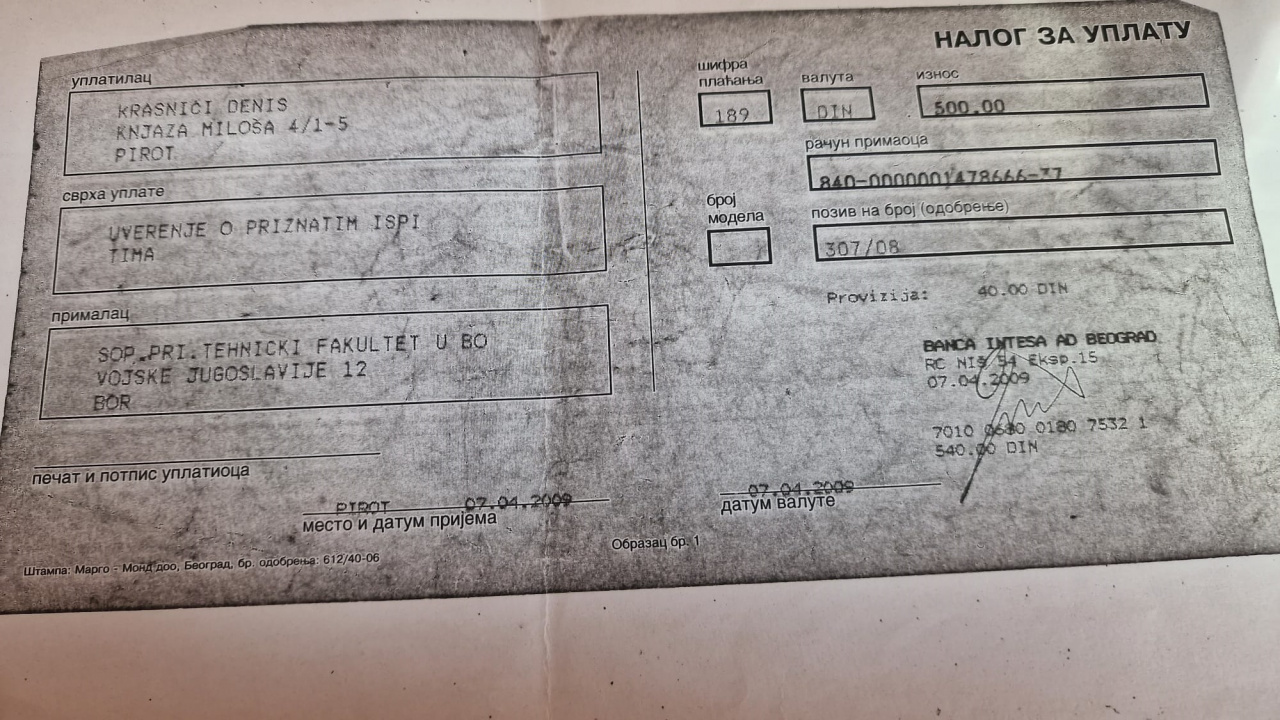 НАЛОГ ЗА УПЛАТУ
уплатилац
KRASNIĆI DENIS
KNJAZA MILOŠA 4/1-5
PIROT
сврха уплате
UVERENJE O PRIZNATIM ISPI
TIMA
прималац
SOP.PRI.TEHNICKI FAKULTET U BO
VOJSKE JUGOSLAVIJE 12
BOR
печат и потпис уплатиоца
PIROT 07.04.2009
место и датум пријема
Штампа: Марго - Монд доо, Београд, бр. одобрења: 612/40-06
шифра
плаћања
валута
износ
189
DIN
500.00
рачун примаоца
840-0000001478666-77
број
модела
позив на број (одобрење)
307/08
Provizija: 40.00 DIN
BANCA INTESA AD BEOGRAD
RC NIŠ 54 Eksp.15
07.04.2009
7010 0680 0180 7532 1
540.00 DIN
07.04.2009
датум валуте
Образац бр. 1